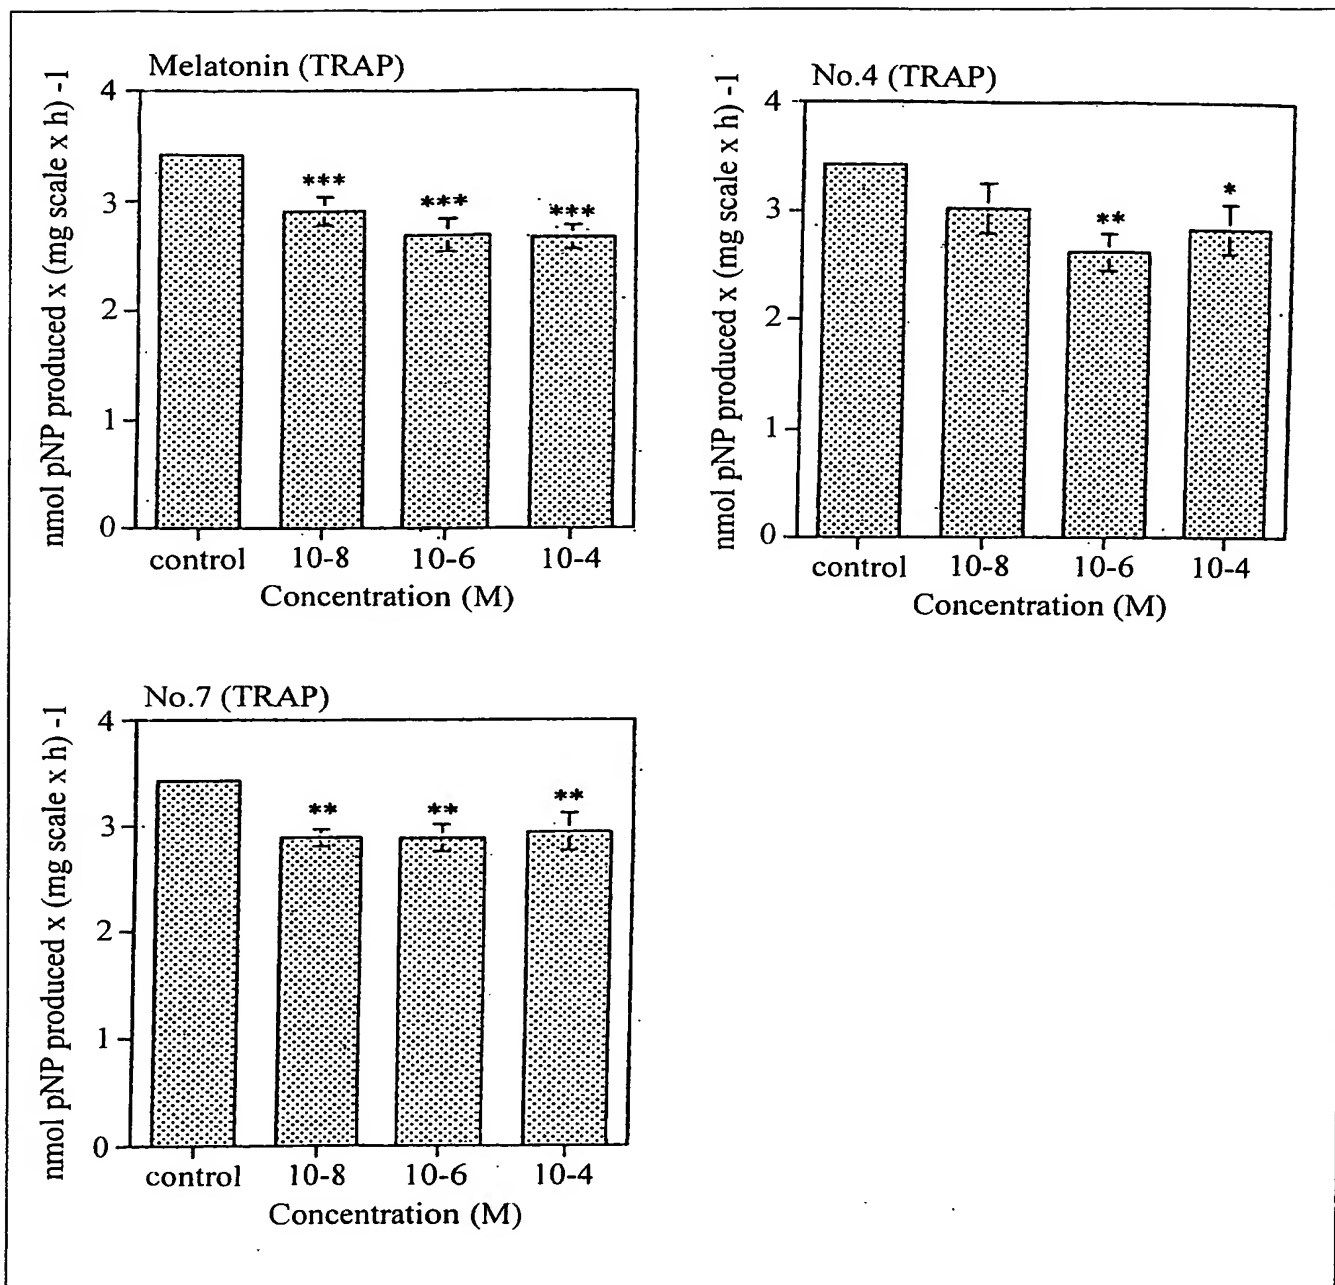 Melatonin (TRAP)
nmol pNP produced x (mg scale x h) -1
4
3
2
1
0
***
***
***
control 10-8 10-6 10-4
Concentration (M)
No.4 (TRAP)
nmol pNP produced x (mg scale x h) -1
4
3
2
1
0
**
*
control 10-8 10-6 10-4
Concentration (M)
No.7 (TRAP)
nmol pNP produced x (mg scale x h) -1
4
3
2
1
0
**
**
**
control 10-8 10-6 10-4
Concentration (M)